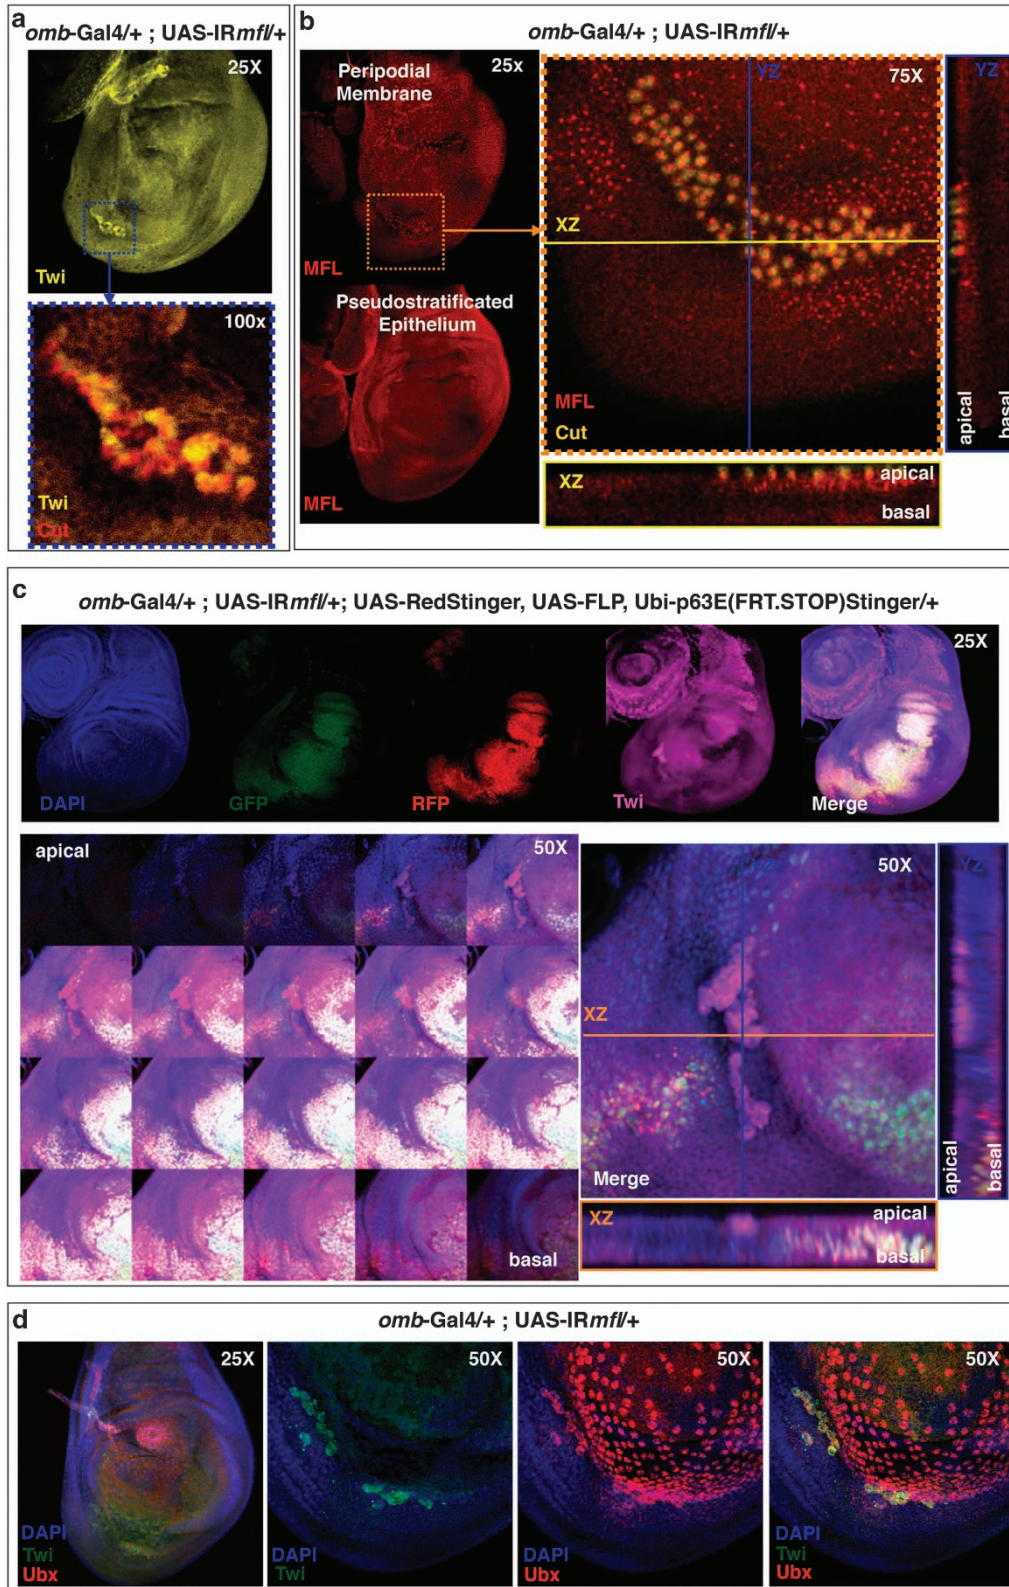 a
omb-Gal4/+ ; UAS-IRmfl/+
25X
Twi
100x
Twi
Cut
b
omb-Gal4/+ ; UAS-IRmfl/+
Peripodial
Membrane
25x
MFL
Pseudostratificated
Epithelium
MFL
YZ
75X
XZ
MFL
Cut
YZ
apical
basal
XZ
apical
basal
c
omb-Gal4/+ ; UAS-IRmfl/+; UAS-RedStinger, UAS-FLP, Ubi-p63E(FRT.STOP)Stinger/+
25X
DAPI
GFP
RFP
Twi
Merge
apical
50X
basal
YZ
50X
XZ
Merge
YZ
apical
basal
XZ
apical
basal
d
omb-Gal4/+ ; UAS-IRmfl/+
25X
DAPI
Twi
Ubx
50X
DAPI
Twi
50X
DAPI
Ubx
50X
DAPI
Twi
Ubx